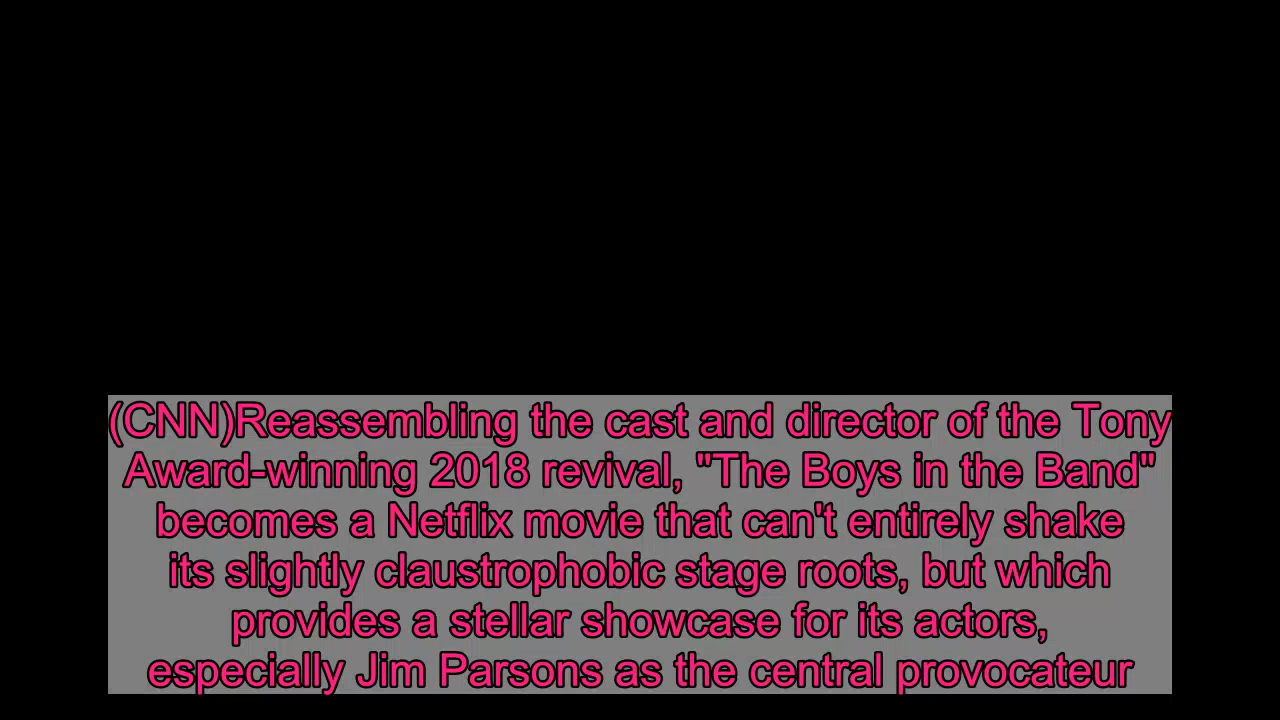 (CNN)Reassembling the cast and director of the Tony
Award-winning 2018 revival, "The Boys in the Band"
becomes a Netflix movie that can't entirely shake
its slightly claustrophobic stage roots, but which
provides a stellar showcase for its actors,
especially Jim Parsons as the central provocateur